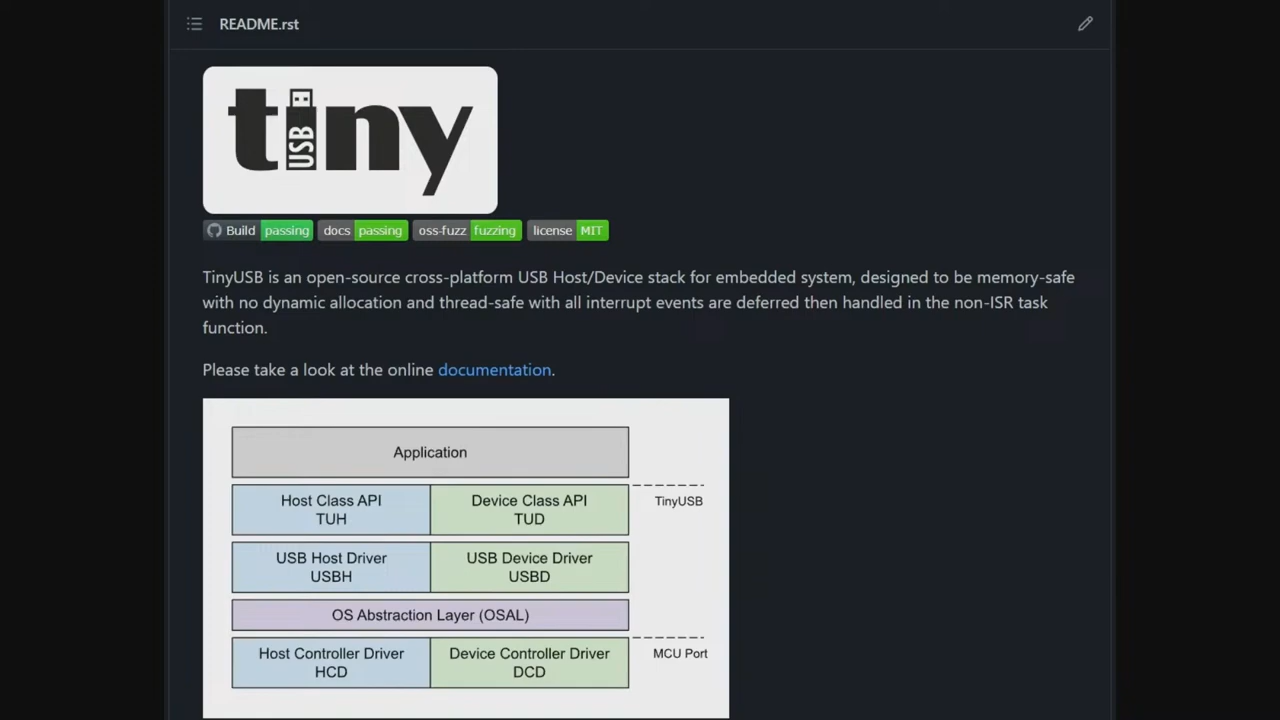 README.rst
tiny
USB
Build passing docs passing oss-fuzz fuzzing license MIT
TinyUSB is an open-source cross-platform USB Host/Device stack for embedded system, designed to be memory-safe
with no dynamic allocation and thread-safe with all interrupt events are deferred then handled in the non-ISR task
function.
Please take a look at the online documentation.
Application
Host Class API
TUH
Device Class API
TUD
TinyUSB
USB Host Driver
USBH
USB Device Driver
USBD
OS Abstraction Layer (OSAL)
Host Controller Driver
HCD
Device Controller Driver
DCD
MCU Port